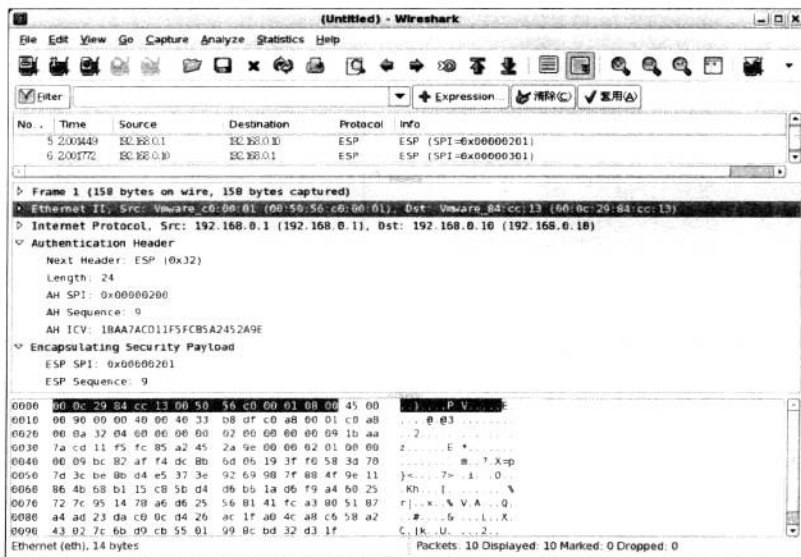 (Untitled) - Wireshark
File Edit View Go Capture Analyze Statistics Help
Filter Expression... 清除(C) 套用(A)
No. . Time Source Destination Protocol Info
5 2.001449 192.168.0.1 192.168.0.10 ESP ESP (SPI=0x00000201)
6 2.001772 192.168.0.10 192.168.0.1 ESP ESP (SPI=0x00000301)
Frame 1 (158 bytes on wire, 158 bytes captured)
Ethernet II, Src: Vmware_c0:00:01 (00:50:56:c0:00:01), Dst: Vmware_84:cc:13 (00:0c:29:84:cc:13)
Internet Protocol, Src: 192.168.0.1 (192.168.0.1), Dst: 192.168.0.10 (192.168.0.10)
Authentication Header
Next Header: ESP (0x32)
Length: 24
AH SPI: 0x00000200
AH Sequence: 9
AH ICV: 1BAA7ACD11F5FC85A2452A9E
Encapsulating Security Payload
ESP SPI: 0x00000201
ESP Sequence: 9
0000 00 0c 29 84 cc 13 00 50 56 c0 00 01 08 00 45 00 ..)....P V.....E
0010 00 90 00 00 40 00 40 33 b8 df c0 a8 00 01 c0 a8
0020 00 0a 32 04 00 00 00 00 02 00 00 00 00 09 1b aa
0030 7a cd 11 f5 fc 85 a2 45 2a 9e 00 00 02 01 00 00
0040 00 09 bc 82 af f4 dc 8b 6d 06 19 3f f0 58 3d 70
0050 7d 3c be 8b d4 e5 37 3e 92 69 98 7f 88 4f 9e 11
0060 86 4b 68 b1 15 c8 5b d4 d6 b6 1a d6 f9 a4 60 25
0070 72 7c 95 14 78 a6 d6 25 56 81 41 fc a3 80 51 87
0080 a4 ad 23 da c0 0c d4 26 ac 1f a0 4c a8 c6 58 a2
0090 43 02 7c 6b d9 cb 55 01 99 0c bd 32 d3 1f
Ethernet (eth), 14 bytes Packets: 10 Displayed: 10 Marked: 0 Dropped: 0